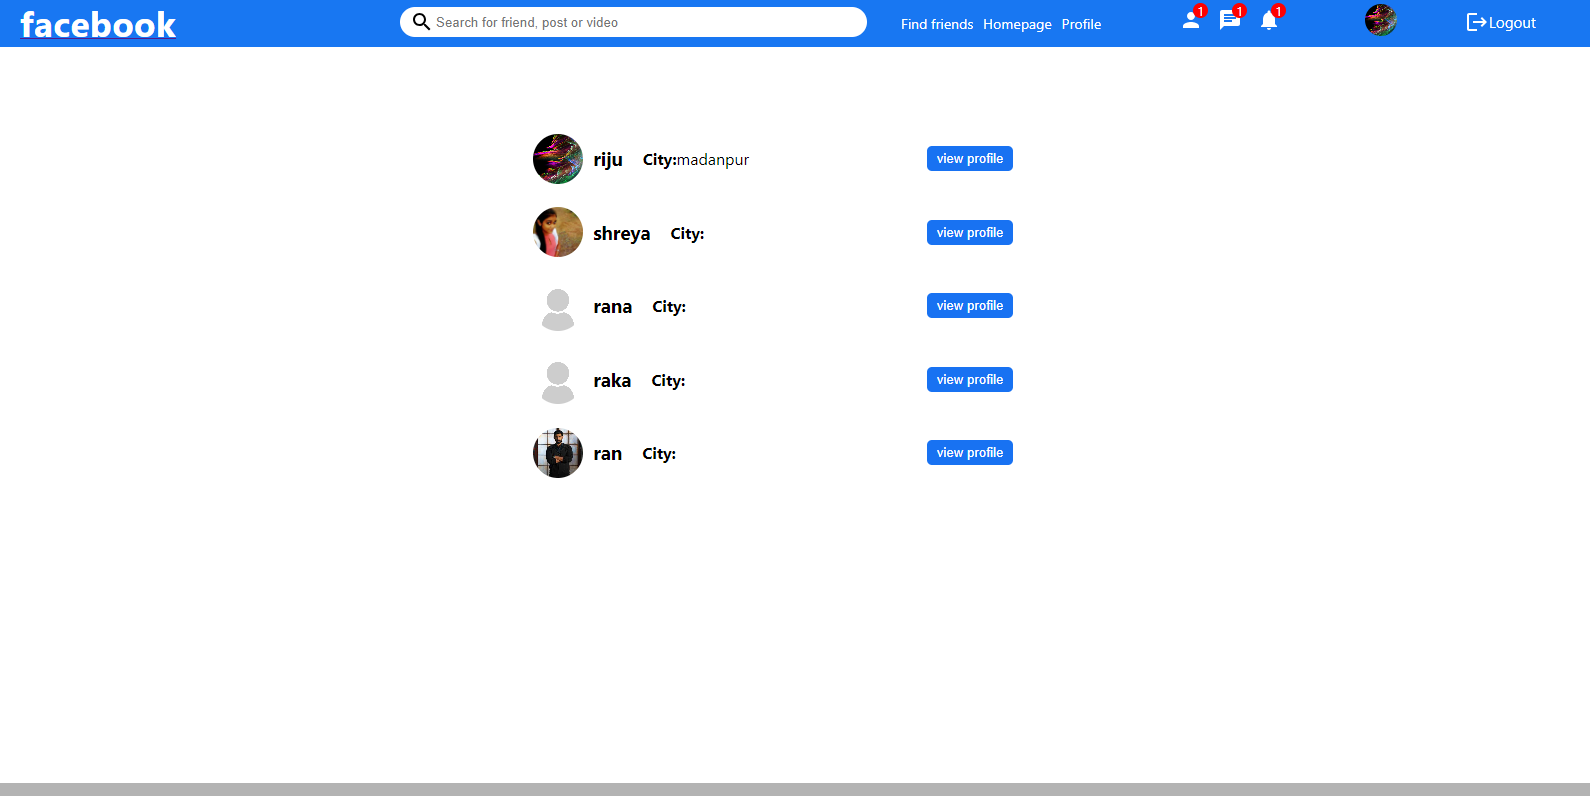 facebook
Search for friend, post or video
Find friends Homepage Profile
1 1 1
Logout
riju City:madanpur view profile
shreya City: view profile
rana City: view profile
raka City: view profile
ran City: view profile